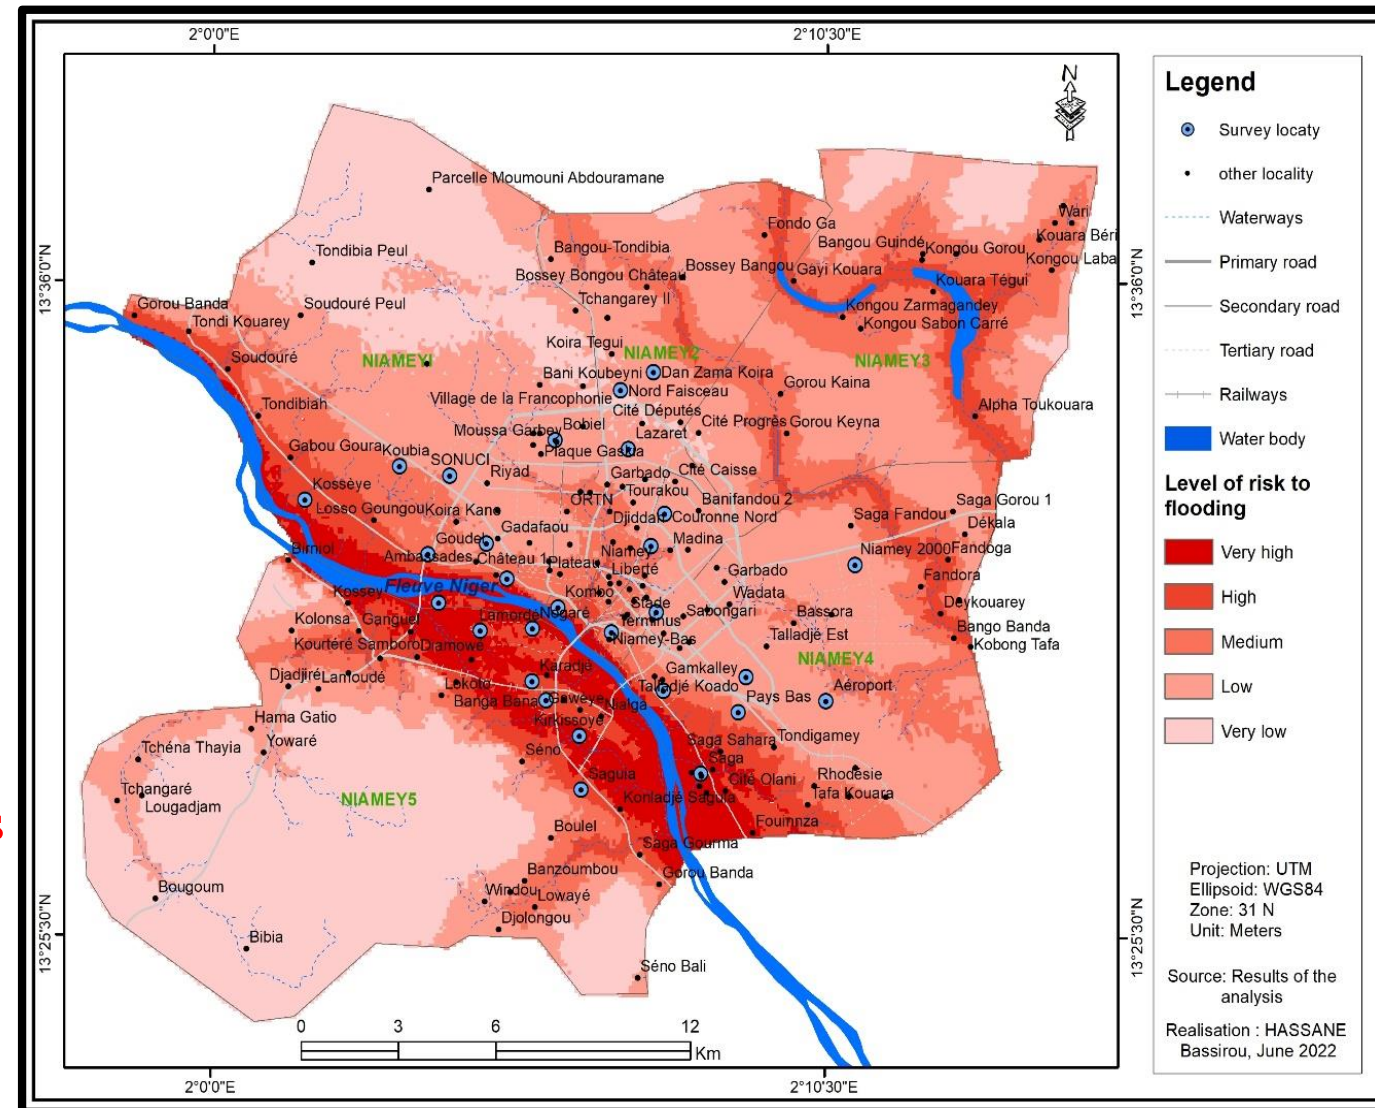 2°0'0"E
2°10'30"E
N
Parcelle Moumouni Abdouramane
Wari
Fondo Ga
Kouara Béri
Bangou Guindé
Kongou Gorou
Kongou Laba
Tondibia Peul
Bangou-Tondibia
Bossey Bangou
Gayi Kouara
Bossey Bongou Château
Kouara Tégui
13°36'0"N
13°36'0"N
Gorou Banda
Soudouré Peul
Tchangarey II
Kongou Zarmagandey
Tondi Kouarey
Kongou Sabon Carré
Koira Tegui
Soudouré
NIAMEYI
NIAMEY2
NIAMEY3
Bani Koubeyni
Dan Zama Koira
Gorou Kaina
Nord Faisceau
Village de la Francophonie
Tondibiah
Cité Députés
Alpha Toukouara
Moussa Garbey
Bobiel
Lazaret
Cité Progrès
Gorou Keyna
Gabou Goura
Koubia
Plaque Gaskia
SONUCI
Riyad
Cité Caisse
Garbado
Kossèye
Tourakou
ORTN
Banifandou 2
Saga Gorou 1
Losso Goungou
Koira Kano
Djiddan
Couronne Nord
Saga Fandou
Dékala
Goudel
Gadafaou
Madina
Birniol
Ambassades
Château 1
Plateau
Niamey
Liberté
Niamey 2000
Fandoga
Fleuve Niger
Garbado
Fandora
Kossey
Kombo
Wadata
Stade
Deykouarey
Kolonsa
Ganguel
Lamordé
Nogaré
Terminus
Sabongari
Bassora
Bango Banda
Kourtéré Samboro
Diamowe
Niamey-Bas
Talladjé Est
Kobong Tafa
NIAMEY4
Djadjiré
Lamoudé
Karadje
Gamkalley
Lokoto
Talladjé Koado
Aéroport
Banga Bana
Gaweye
Pays Bas
Nialga
Hama Gatio
Kirkissoye
Tchéna Thayia
Yowaré
Séno
Saga Sahara
Tondigamey
Saga
Tchangaré
Saguia
Cité Olani
Rhodésie
Lougadjam
NIAMEY5
Konladjé Saguia
Tafa Kouara
Boulel
Fouinnza
Saga Gourma
Bougoum
Banzoumbou
Gorou Banda
Windou
Lowayé
Djolongou
Bibia
13°25'30"N
13°25'30"N
Séno Bali
0 3 6 12
Km
2°0'0"E
2°10'30"E
Legend
Survey locaty
other locality
Waterways
Primary road
Secondary road
Tertiary road
Railways
Water body
Level of risk to
flooding
Very high
High
Medium
Low
Very low
Projection: UTM
Ellipsoid: WGS84
Zone: 31 N
Unit: Meters
Source: Results of the
analysis
Realisation : HASSANE
Bassirou, June 2022